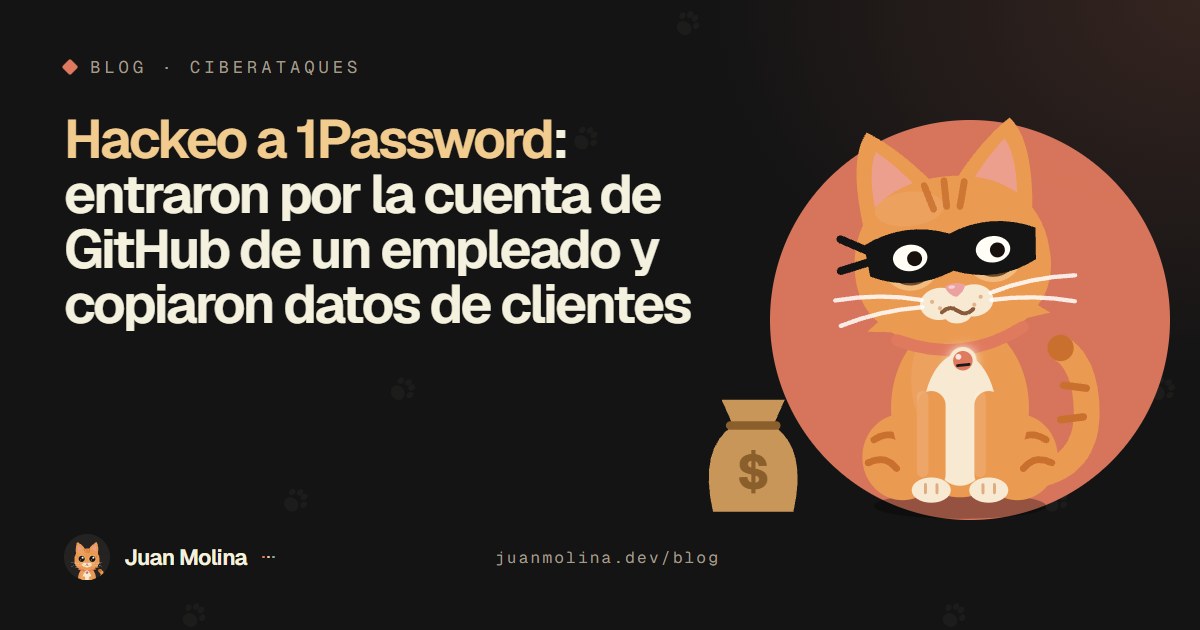 BLOG · CIBERATAQUES
Hackeo a 1Password:
entraron por la cuenta de
GitHub de un empleado y
copiaron datos de clientes
$
Juan Molina ···
juanmolina.dev/blog